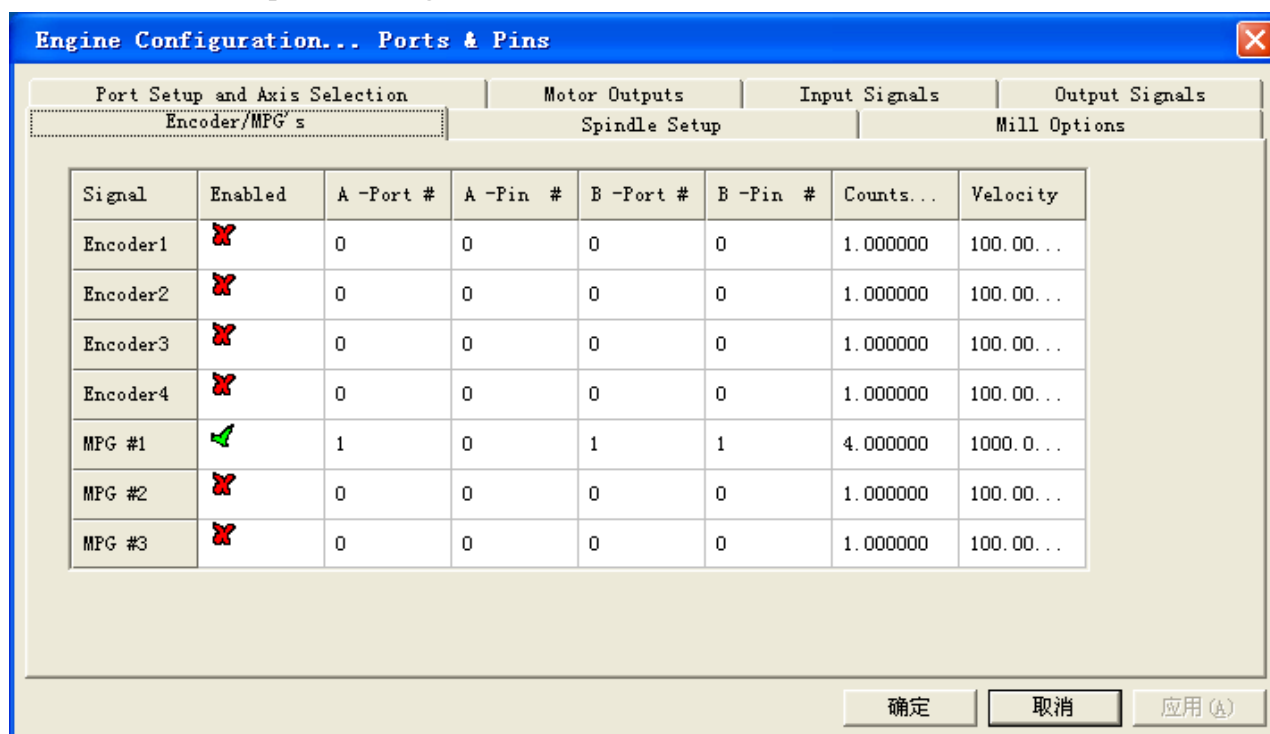 Engine Configuration... Ports & Pins
Port Setup and Axis Selection Motor Outputs Input Signals Output Signals
Encoder/MPG's Spindle Setup Mill Options
Signal Enabled A -Port # A -Pin # B -Port # B -Pin # Counts... Velocity
Encoder1 0 0 0 0 1.000000 100.00...
Encoder2 0 0 0 0 1.000000 100.00...
Encoder3 0 0 0 0 1.000000 100.00...
Encoder4 0 0 0 0 1.000000 100.00...
MPG #1 1 0 1 1 4.000000 1000.0...
MPG #2 0 0 0 0 1.000000 100.00...
MPG #3 0 0 0 0 1.000000 100.00...
确定 取消 应用(A)